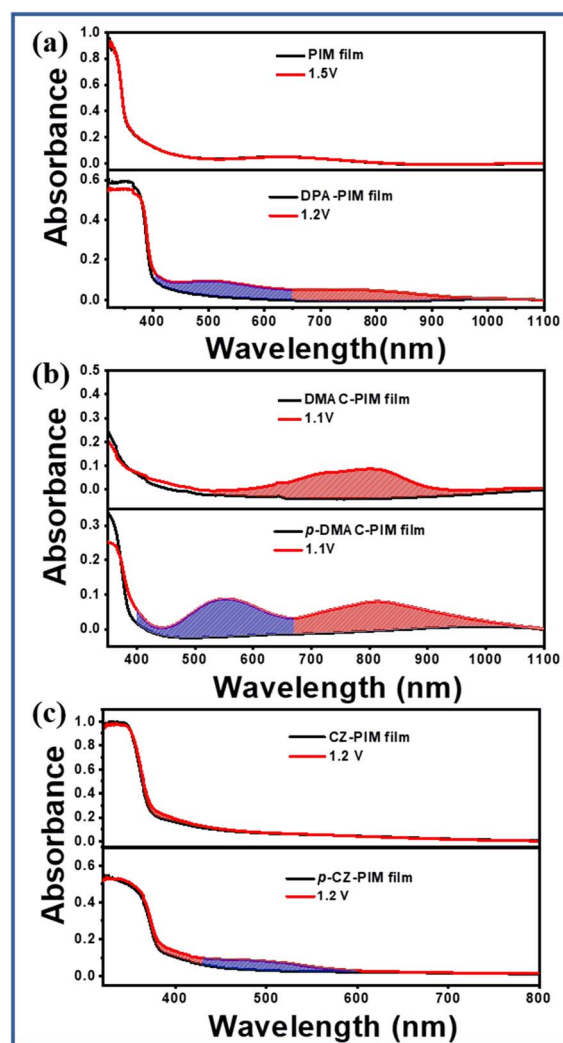 (a)
Absorbance
1.0
0.8
0.6
0.4
0.2
0.0
PIM film
1.5V
0.6
0.4
0.2
0.0
DPA-PIM film
1.2V
400 500 600 700 800 900 1000 1100
Wavelength(nm)
(b)
Absorbance
0.5
0.4
0.3
0.2
0.1
0.0
DMAC-PIM film
1.1V
0.3
0.2
0.1
0.0
p-DMAC-PIM film
1.1V
400 500 600 700 800 900 1000 1100
Wavelength (nm)
(c)
Absorbance
1.0
0.8
0.6
0.4
0.2
0.0
CZ-PIM film
1.2 V
0.6
0.4
0.2
0.0
p-CZ-PIM film
1.2 V
400 500 600 700 800
Wavelength (nm)